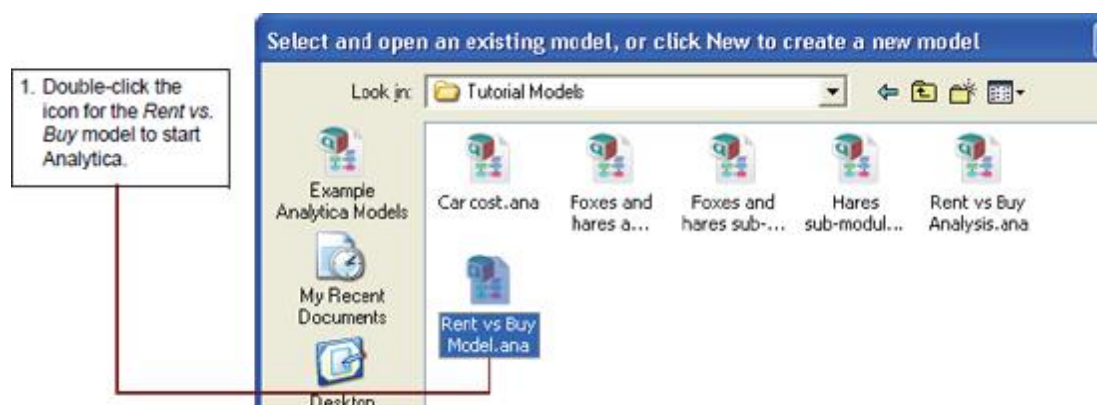 Select and open an existing model, or click New to create a new model
1. Double-click the
icon for the Rent vs.
Buy model to start
Analytica.
Look in:
Tutorial Models
Example
Analytica Models
My Recent
Documents
Desktop
Car cost.ana
Foxes and
hares a...
Foxes and
hares sub-...
Hares
sub-modul...
Rent vs Buy
Analysis.ana
Rent vs Buy
Model.ana